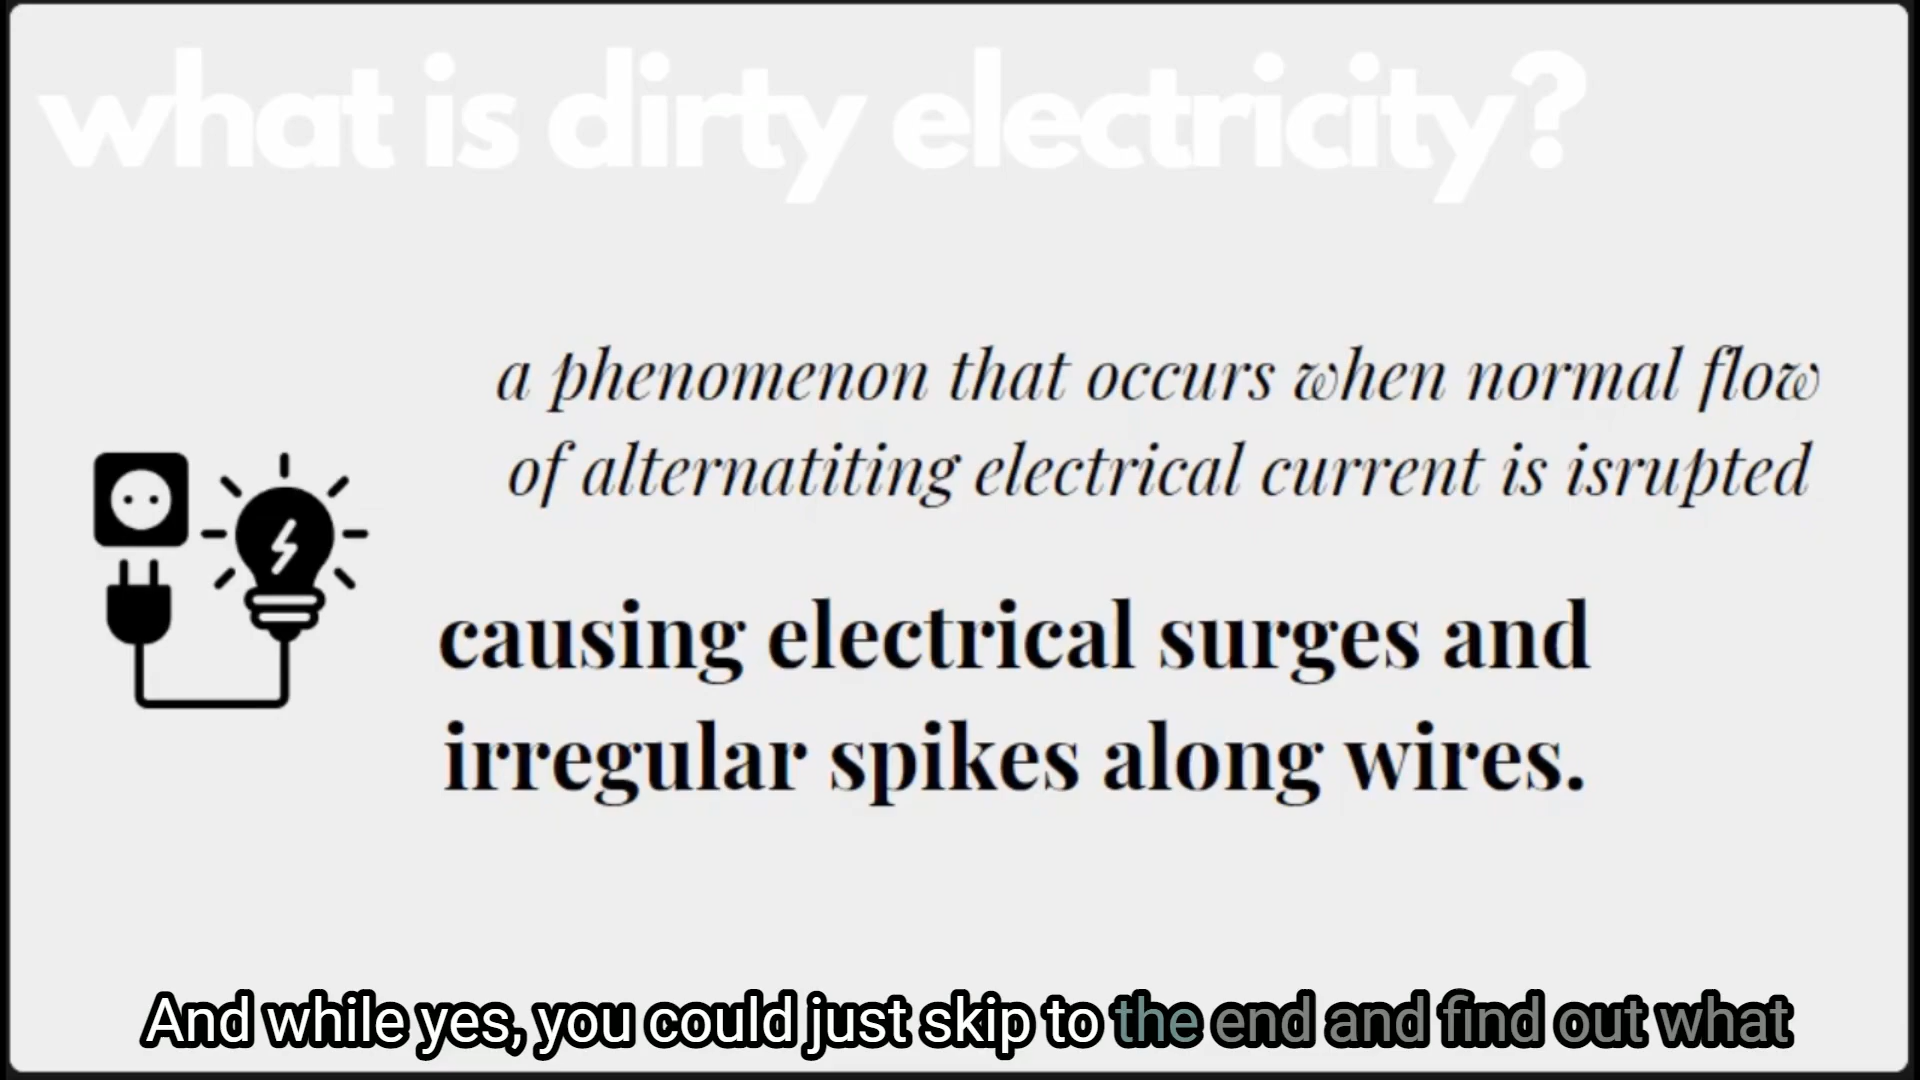 what is dirty electricity?
a phenomenon that occurs when normal flow
of alternatiting electrical current is isrupted
causing electrical surges and
irregular spikes along wires.
And while yes, you could just skip to the end and find out what